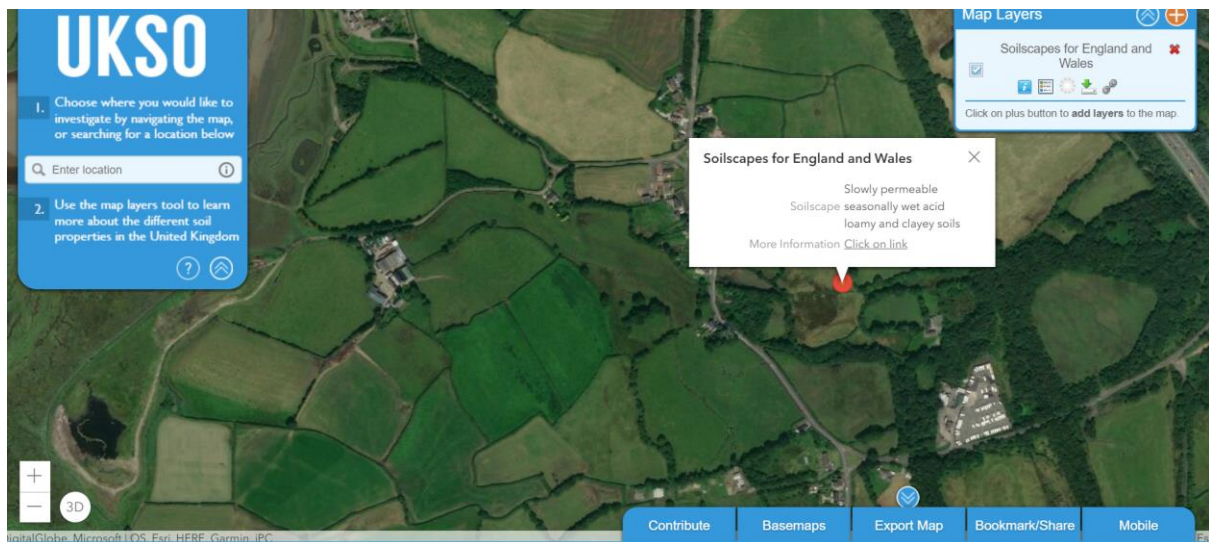 UKSO
1. Choose where you would like to
investigate by navigating the map,
or searching for a location below
Enter location
2. Use the map layers tool to learn
more about the different soil
properties in the United Kingdom
?
Map Layers
Soilscapes for England and
Wales
Click on plus button to add layers to the map.
Soilscapes for England and Wales
Slowly permeable
Soilscape seasonally wet acid
loamy and clayey soils
More Information Click on link
+
−
3D
Contribute
Basemaps
Export Map
Bookmark/Share
Mobile
DigitalGlobe, Microsoft | OS, Esri, HERE, Garmin, iPC
Es